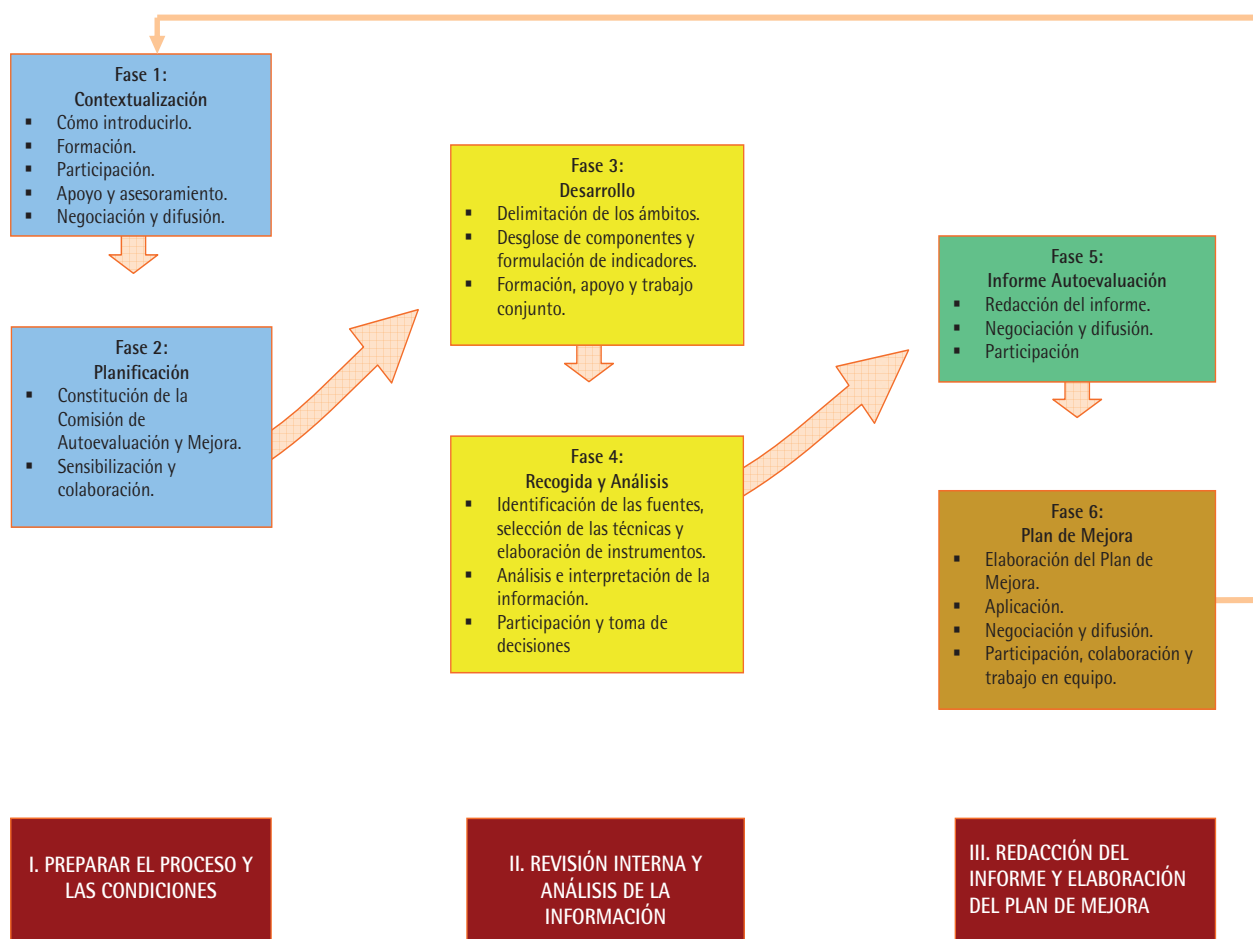 Fase 1:
Contextualización
▪ Cómo introducirlo.
▪ Formación.
▪ Participación.
▪ Apoyo y asesoramiento.
▪ Negociación y difusión.
Fase 2:
Planificación
▪ Constitución de la
Comisión de
Autoevaluación y Mejora.
▪ Sensibilización y
colaboración.
Fase 3:
Desarrollo
▪ Delimitación de los ámbitos.
▪ Desglose de componentes y
formulación de indicadores.
▪ Formación, apoyo y trabajo
conjunto.
Fase 4:
Recogida y Análisis
▪ Identificación de las fuentes,
selección de las técnicas y
elaboración de instrumentos.
▪ Análisis e interpretación de la
información.
▪ Participación y toma de
decisiones
Fase 5:
Informe Autoevaluación
▪ Redacción del informe.
▪ Negociación y difusión.
▪ Participación
Fase 6:
Plan de Mejora
▪ Elaboración del Plan de
Mejora.
▪ Aplicación.
▪ Negociación y difusión.
▪ Participación, colaboración y
trabajo en equipo.
I. PREPARAR EL PROCESO Y
LAS CONDICIONES
II. REVISIÓN INTERNA Y
ANÁLISIS DE LA
INFORMACIÓN
III. REDACCIÓN DEL
INFORME Y ELABORACIÓN
DEL PLAN DE MEJORA